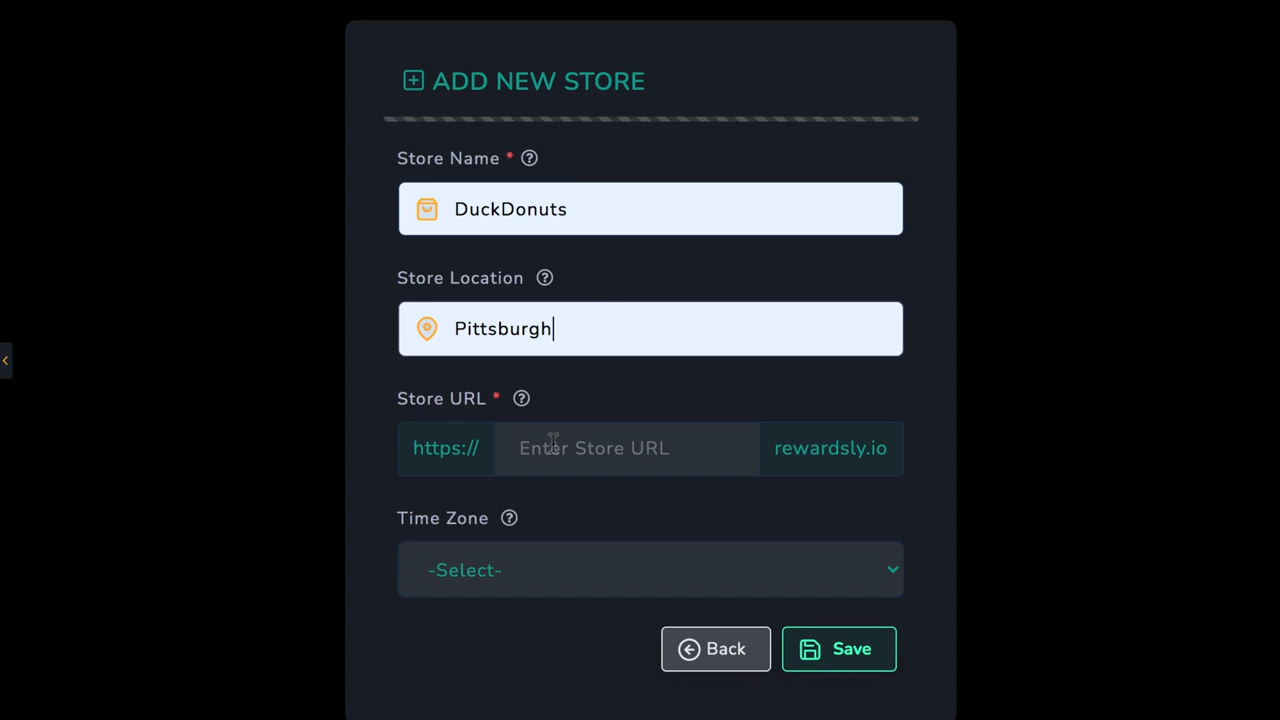 ADD NEW STORE
Store Name *
DuckDonuts
Store Location
Pittsburgh
Store URL *
https:// Enter Store URL rewardsly.io
Time Zone
-Select-
Back Save